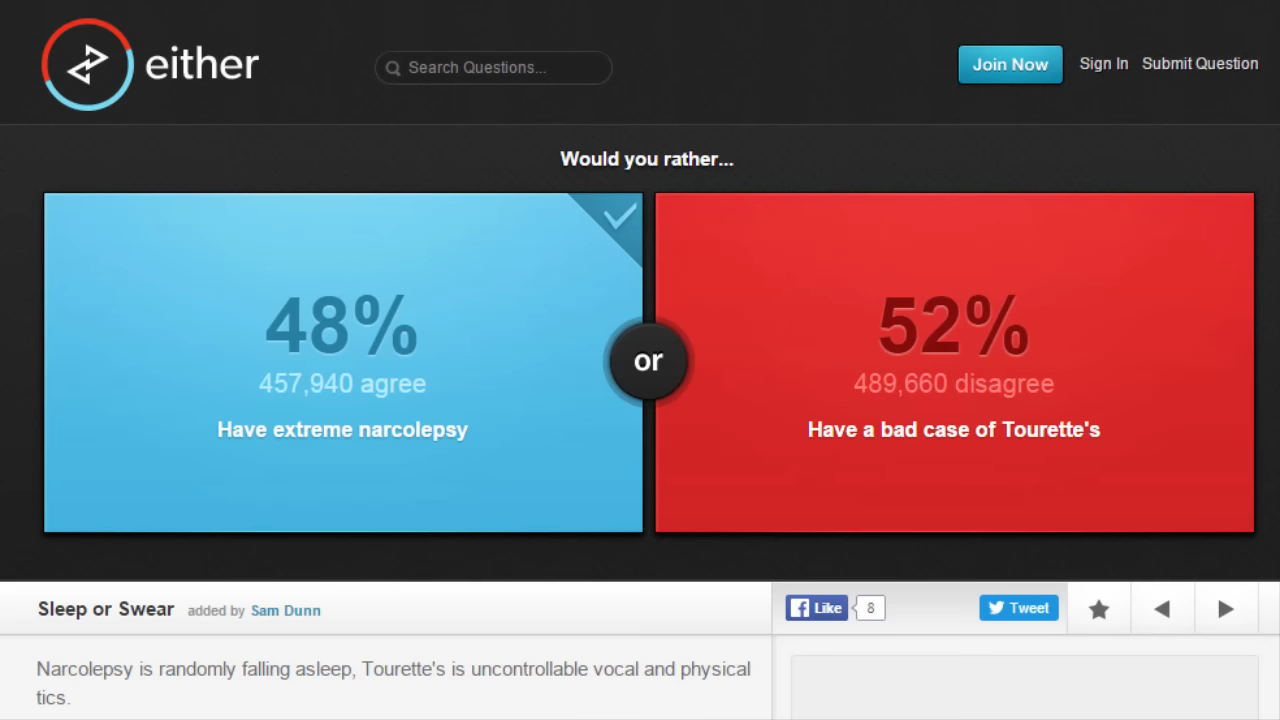 either
Search Questions...
Join Now
Sign In
Submit Question
Would you rather...
48%
457,940 agree
Have extreme narcolepsy
or
52%
489,660 disagree
Have a bad case of Tourette's
Sleep or Swear added by Sam Dunn
Like 8
Tweet
Narcolepsy is randomly falling asleep, Tourette's is uncontrollable vocal and physical
tics.